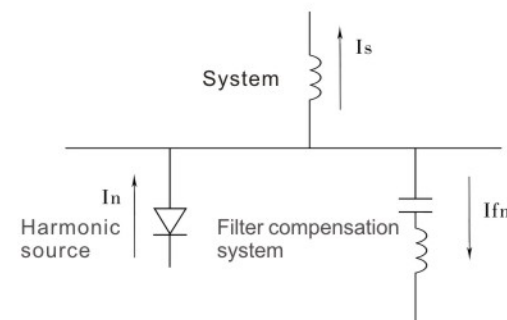 Is
System
In
Harmonic
source
Filter compensation
system
Ifn